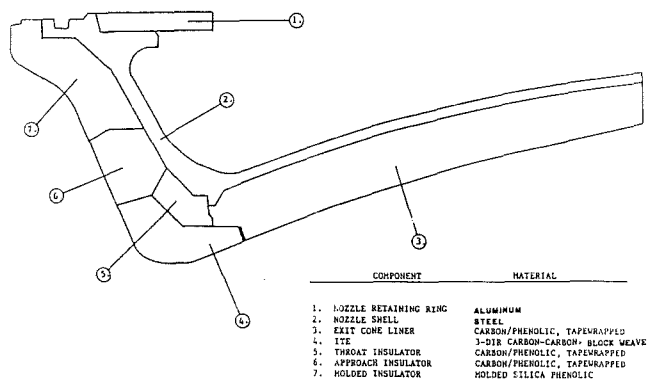 1.
2.
7.
6
5.
4.
3.
COMPONENT MATERIAL
1. NOZZLE RETAINING RING ALUMINUM
2. NOZZLE SHELL STEEL
3. EXIT CONE LINER CARBON/PHENOLIC, TAPEWRAPPED
4. ITE 3-DIR CARBON-CARBON, BLOCK WEAVE
5. THROAT INSULATOR CARBON/PHENOLIC, TAPEWRAPPED
6. APPROACH INSULATOR CARBON/PHENOLIC, TAPEWRAPPED
7. MOLDED INSULATOR MOLDED SILICA PHENOLIC